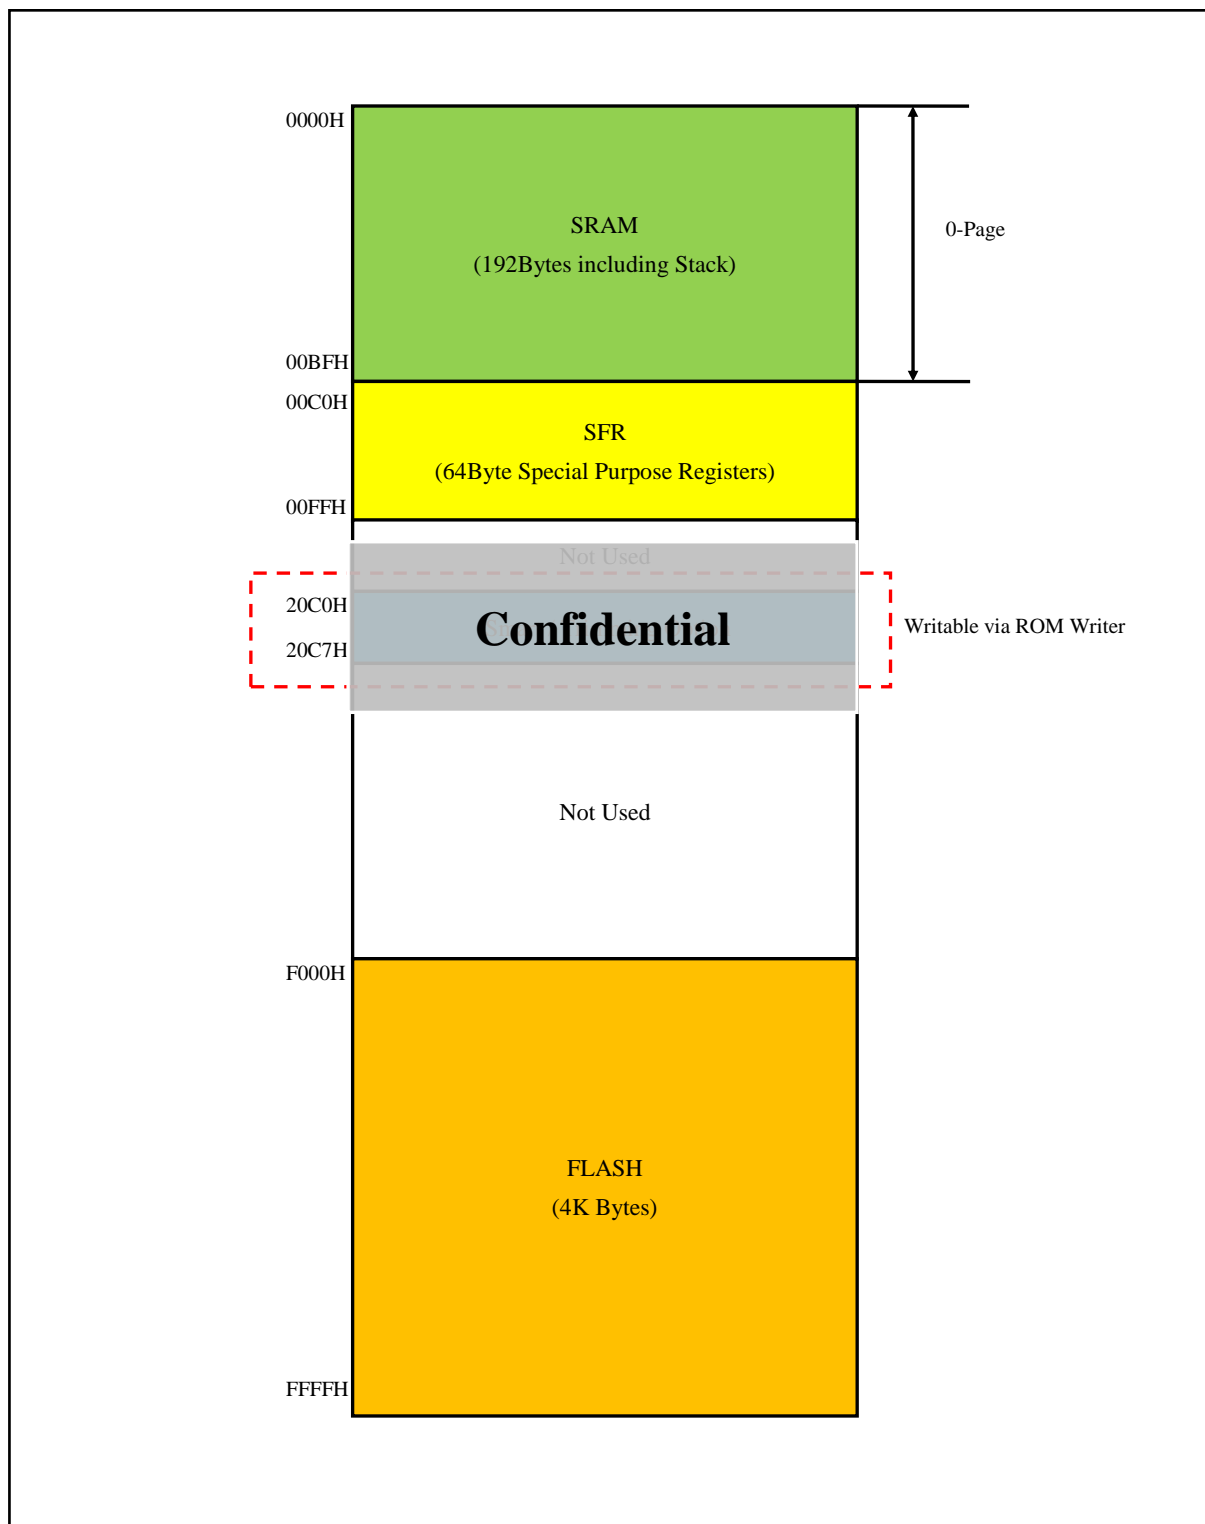 0000H
SRAM
(192Bytes including Stack)
0-Page
00BFH
00C0H
SFR
(64Byte Special Purpose Registers)
00FFH
Not Used
20C0H
Confidential
Writable via ROM Writer
20C7H
Not Used
F000H
FLASH
(4K Bytes)
FFFFH